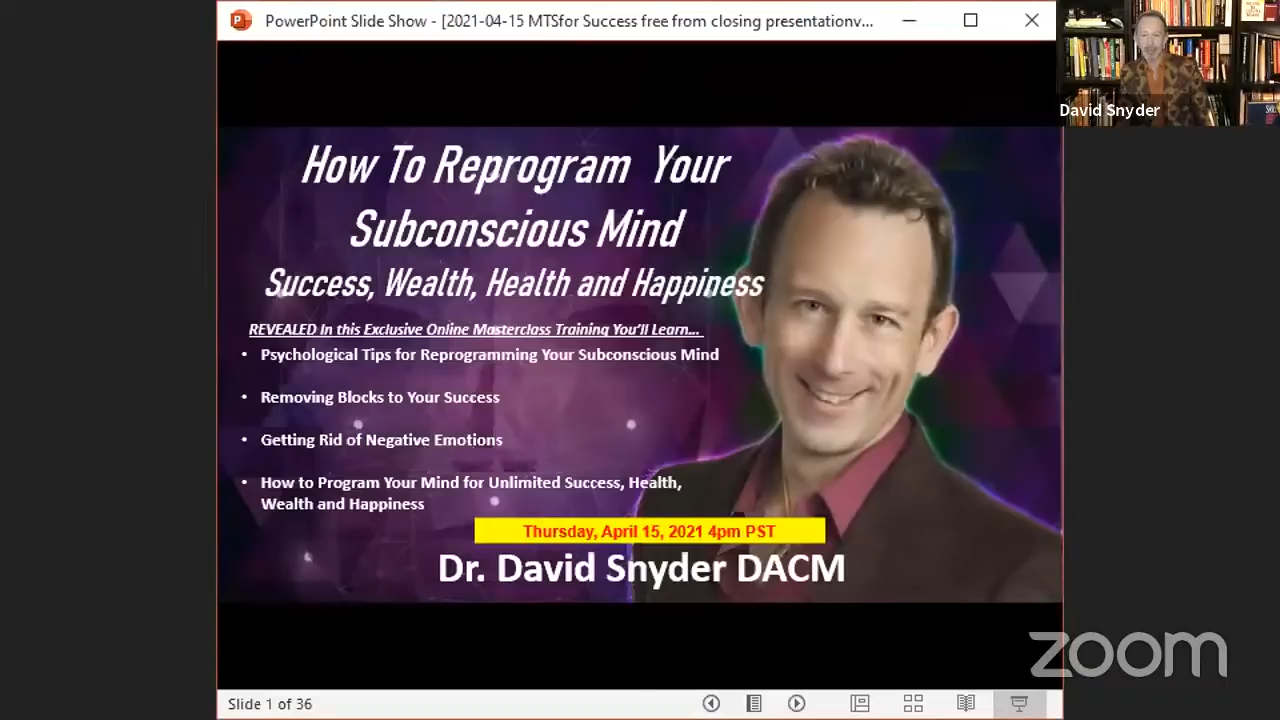 PowerPoint Slide Show - [2021-04-15 MTSfor Success free from closing presentationv...
David Snyder
How To Reprogram Your
Subconscious Mind
Success, Wealth, Health and Happiness
REVEALED In this Exclusive Online Masterclass Training You'll Learn...
• Psychological Tips for Reprogramming Your Subconscious Mind
• Removing Blocks to Your Success
• Getting Rid of Negative Emotions
• How to Program Your Mind for Unlimited Success, Health,
Wealth and Happiness
Thursday, April 15, 2021 4pm PST
Dr. David Snyder DACM
zoom
Slide 1 of 36